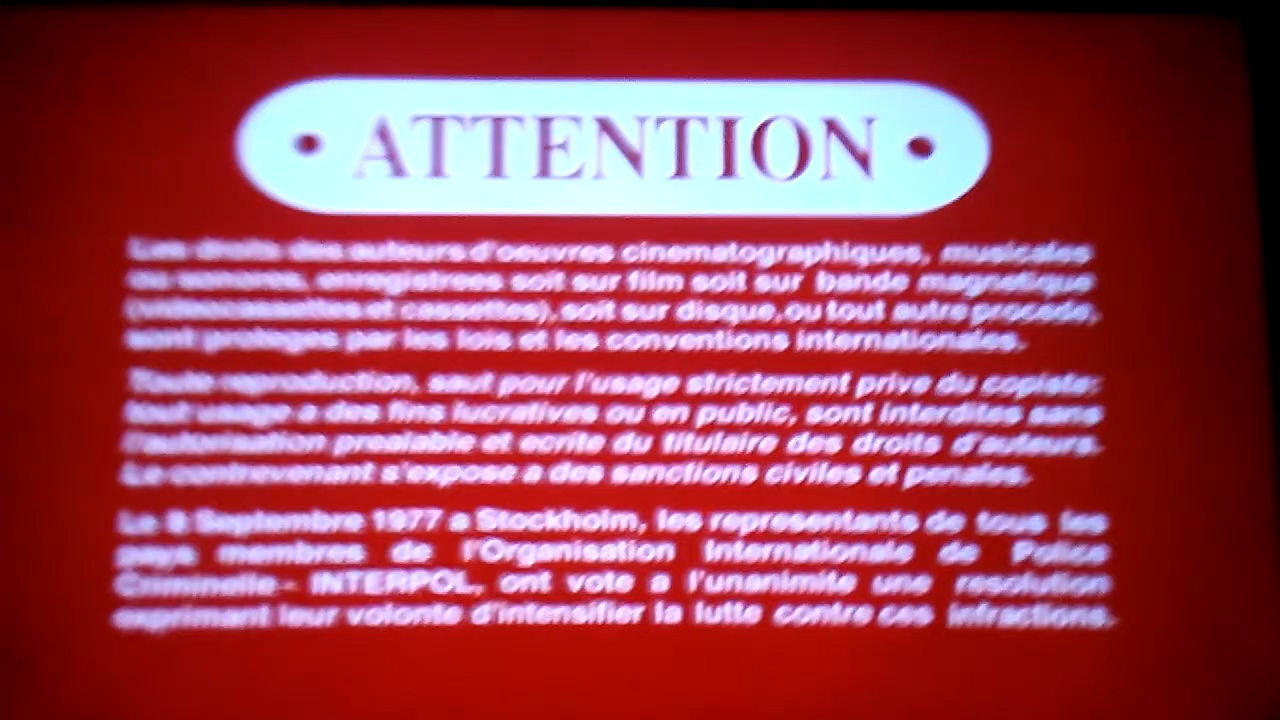 • ATTENTION •
Les droits des auteurs d'oeuvres cinematographiques, musicales
ou sonores, enregistrees soit sur film soit sur bande magnetique
(videocassettes et cassettes), soit sur disque, ou tout autre procede,
sont proteges par les lois et les conventions internationales.
Toute reproduction, sauf pour l'usage strictement prive du copiste;
tout usage a des fins lucratives ou en public, sont interdites sans
l'autorisation prealable et ecrite du titulaire des droits d'auteurs.
Le contrevenant s'expose a des sanctions civiles et penales.
Le 8 Septembre 1977 a Stockholm, les representants de tous les
pays membres de l'Organisation Internationale de Police
Criminelle - INTERPOL, ont vote a l'unanimite une resolution
exprimant leur volonte d'intensifier la lutte contre ces infractions.